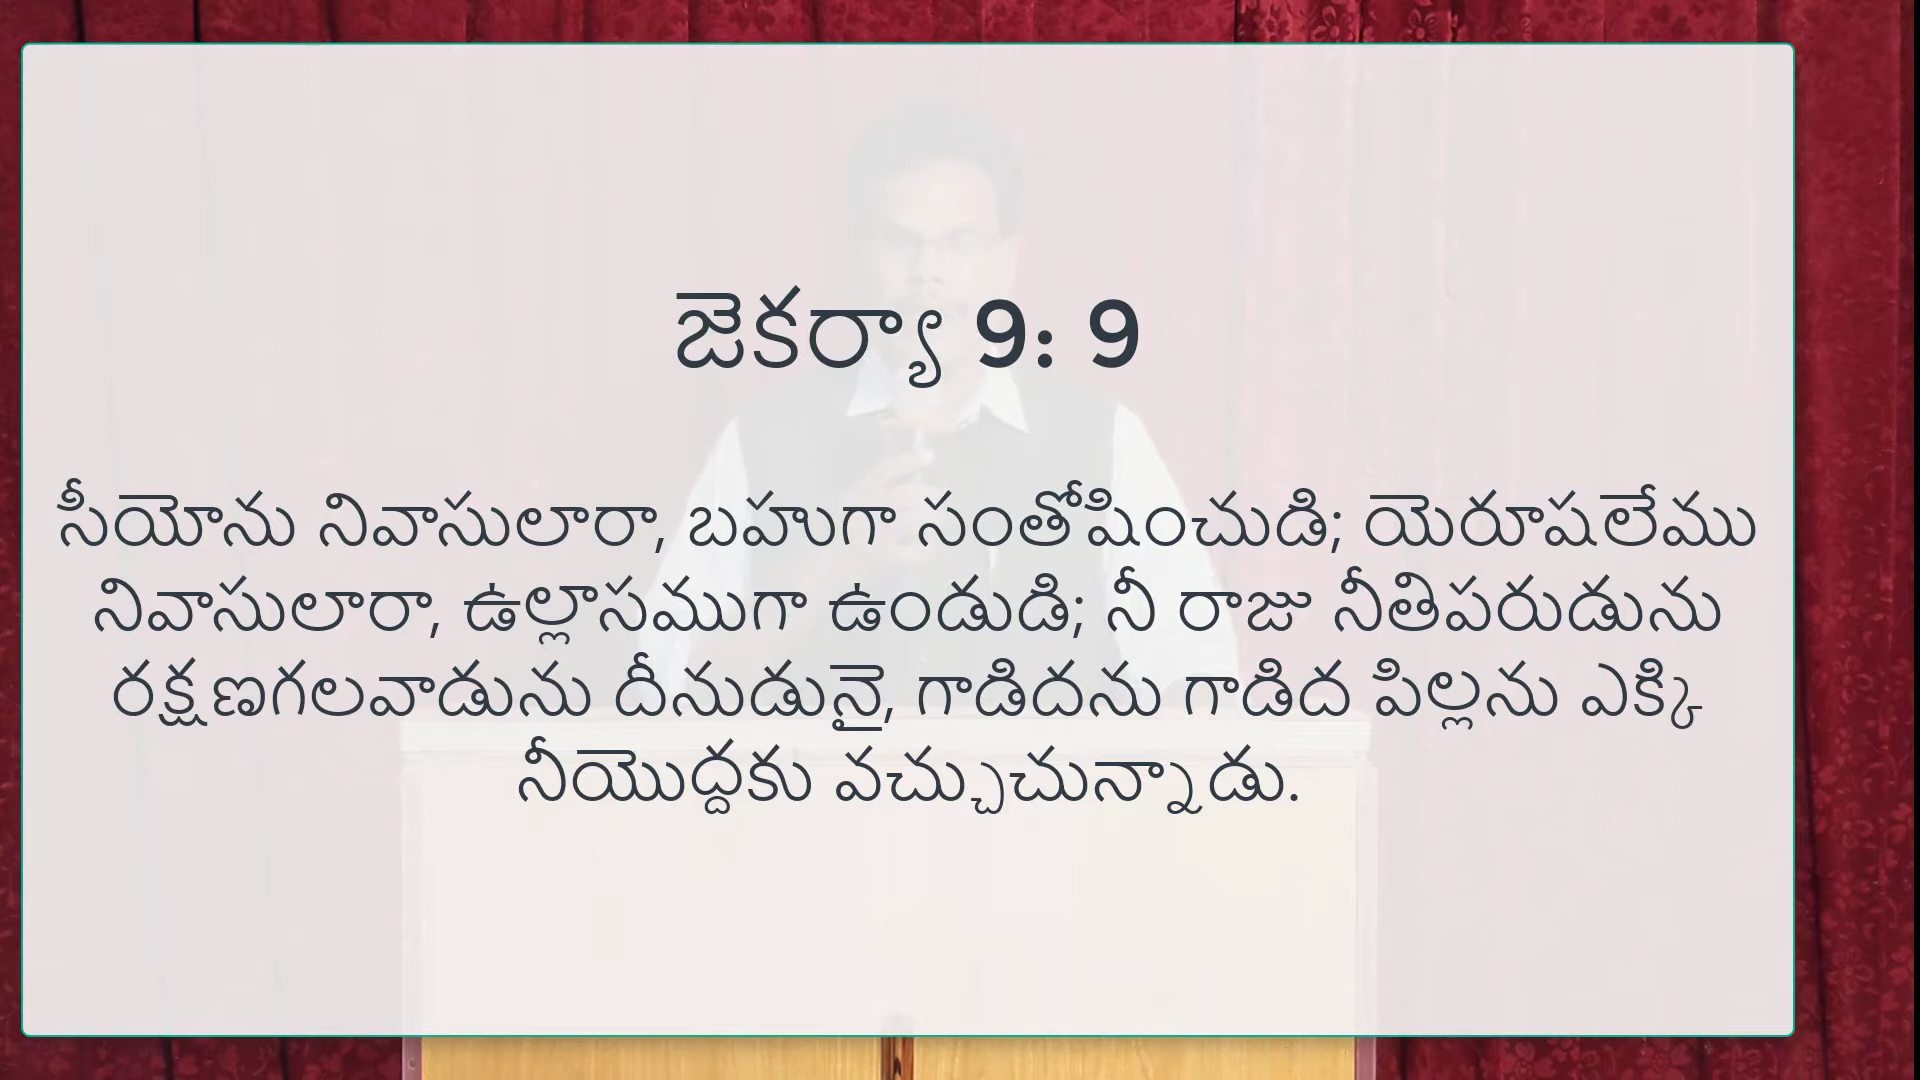 జెకర్యా 9: 9
సీయోను నివాసులారా, బహుగా సంతోషించుడి; యెరూషలేము
నివాసులారా, ఉల్లాసముగా ఉండుడి; నీ రాజు నీతిపరుడును
రక్షణగలవాడును దీనుడునై, గాడిదను గాడిద పిల్లను ఎక్కి
నీయొద్దకు వచ్చుచున్నాడు.